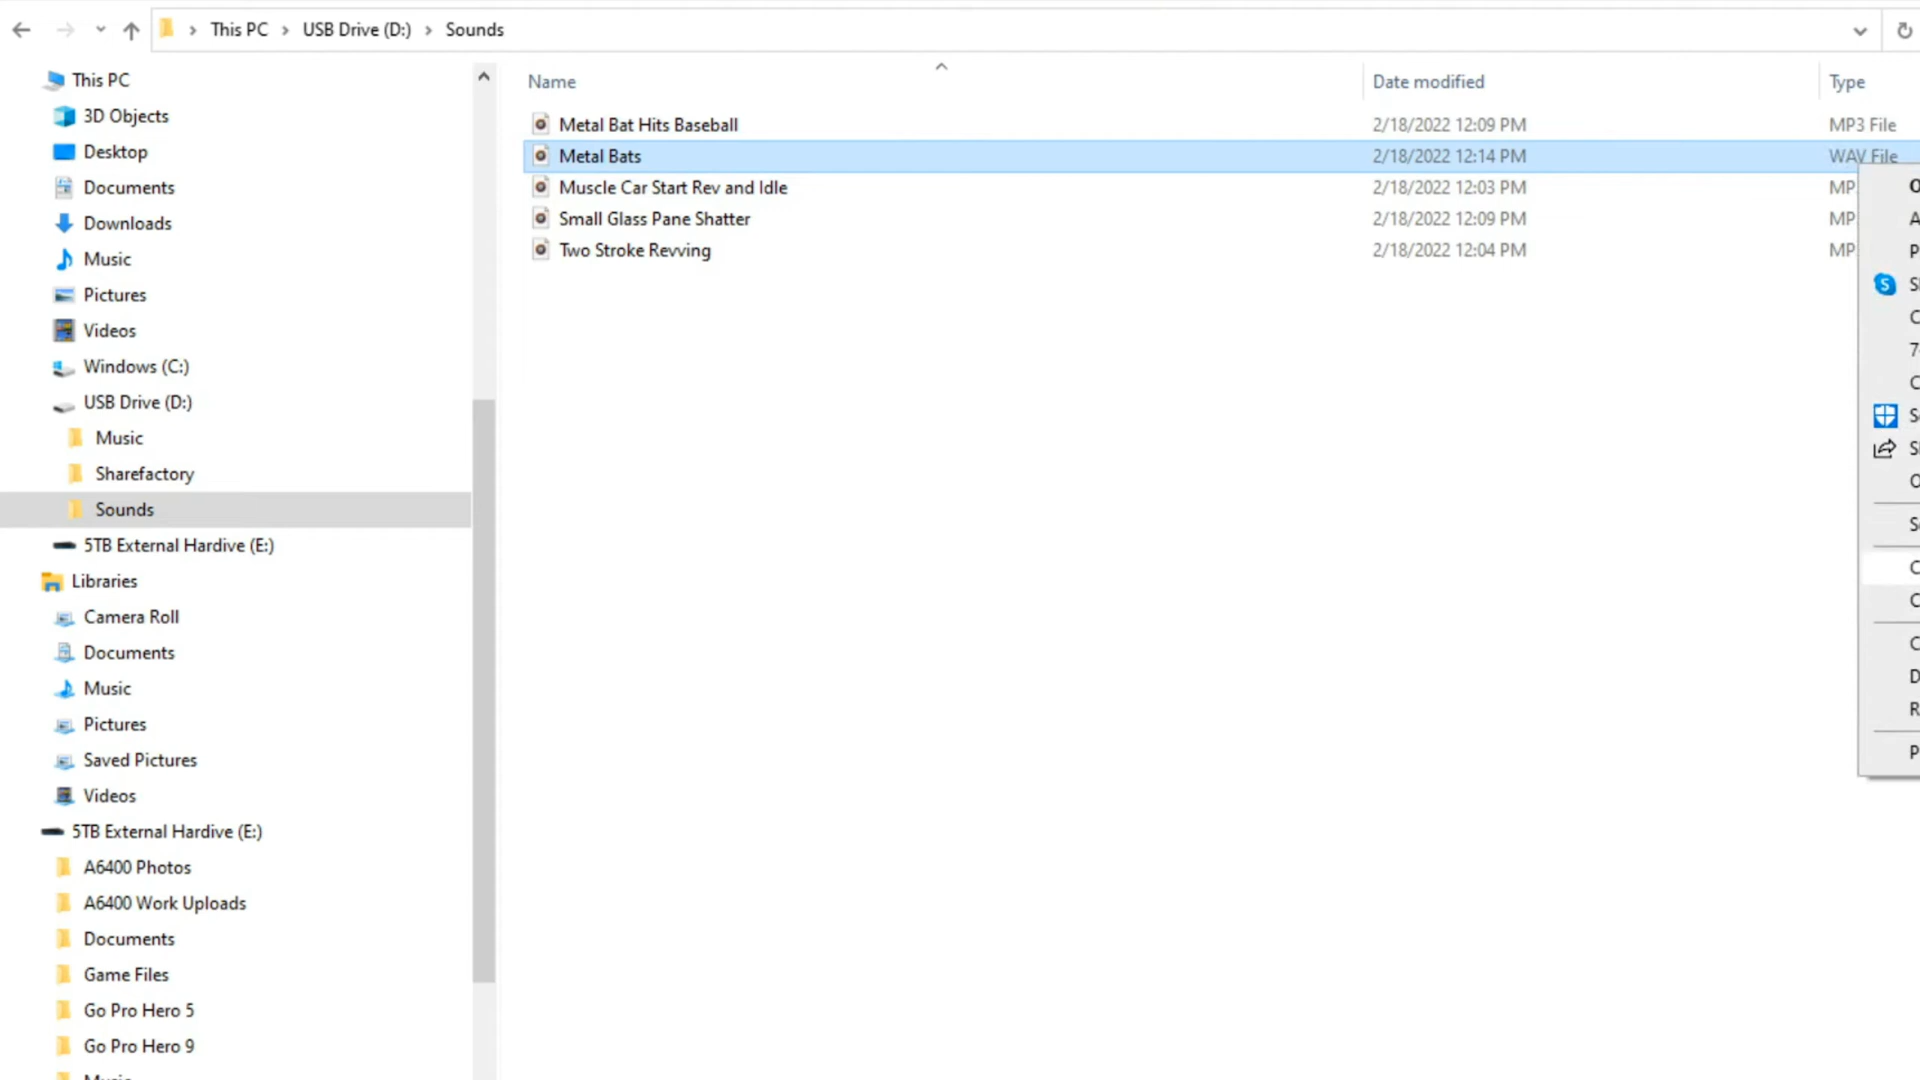 This PC > USB Drive (D:) > Sounds
This PC
3D Objects
Desktop
Documents
Downloads
Music
Pictures
Videos
Windows (C:)
USB Drive (D:)
Music
Sharefactory
Sounds
5TB External Hardive (E:)
Libraries
Camera Roll
Documents
Music
Pictures
Saved Pictures
Videos
5TB External Hardive (E:)
A6400 Photos
A6400 Work Uploads
Documents
Game Files
Go Pro Hero 5
Go Pro Hero 9
Name Date modified Type
Metal Bat Hits Baseball 2/18/2022 12:09 PM MP3 File
Metal Bats 2/18/2022 12:14 PM WAV File
Muscle Car Start Rev and Idle 2/18/2022 12:03 PM MP
Small Glass Pane Shatter 2/18/2022 12:09 PM MP
Two Stroke Revving 2/18/2022 12:04 PM MP